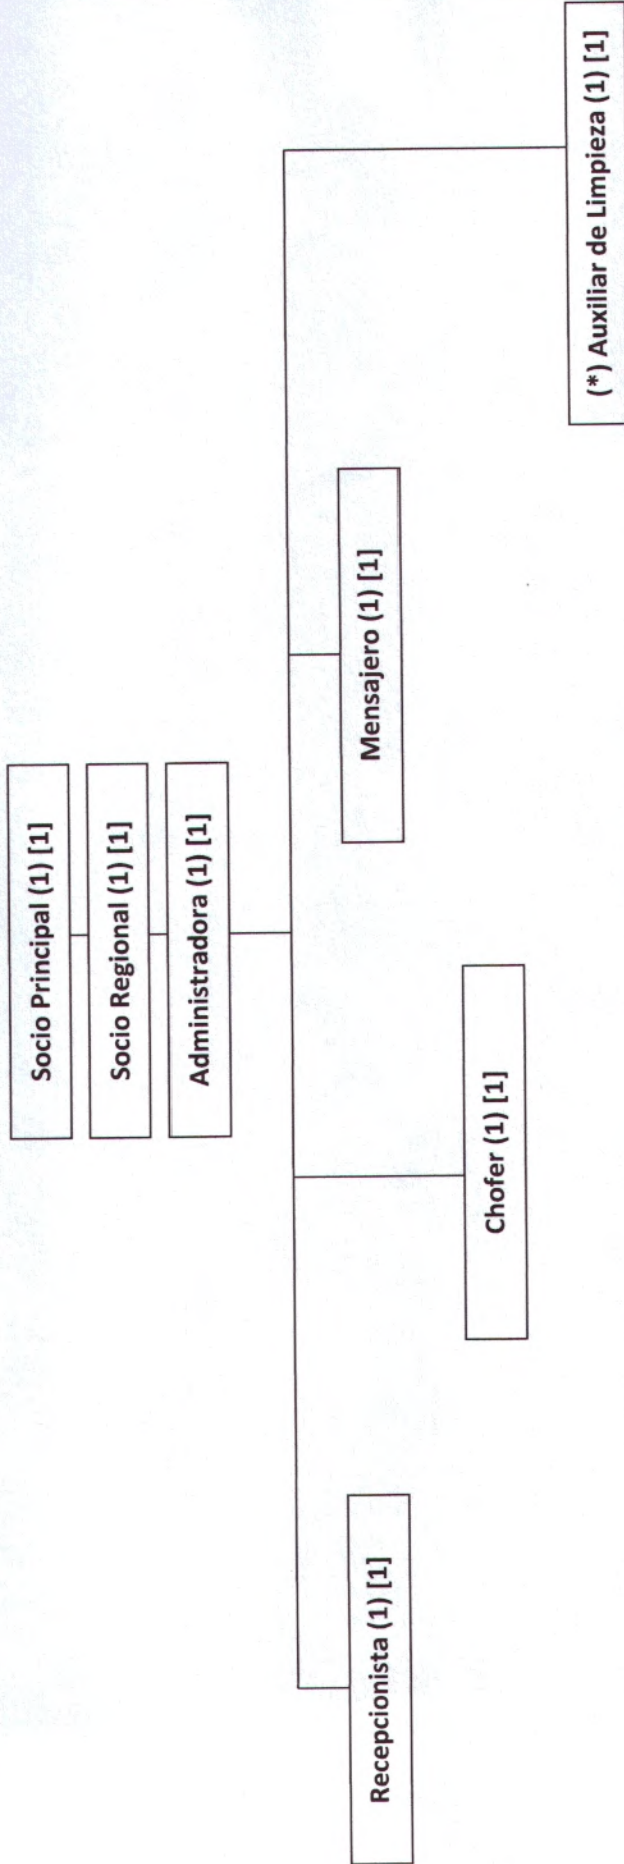 Socio Principal (1) [1]
Socio Regional (1) [1]
Administradora (1) [1]
Recepcionista (1) [1]
Mensajero (1) [1]
Chofer (1) [1]
(*) Auxiliar de Limpieza (1) [1]